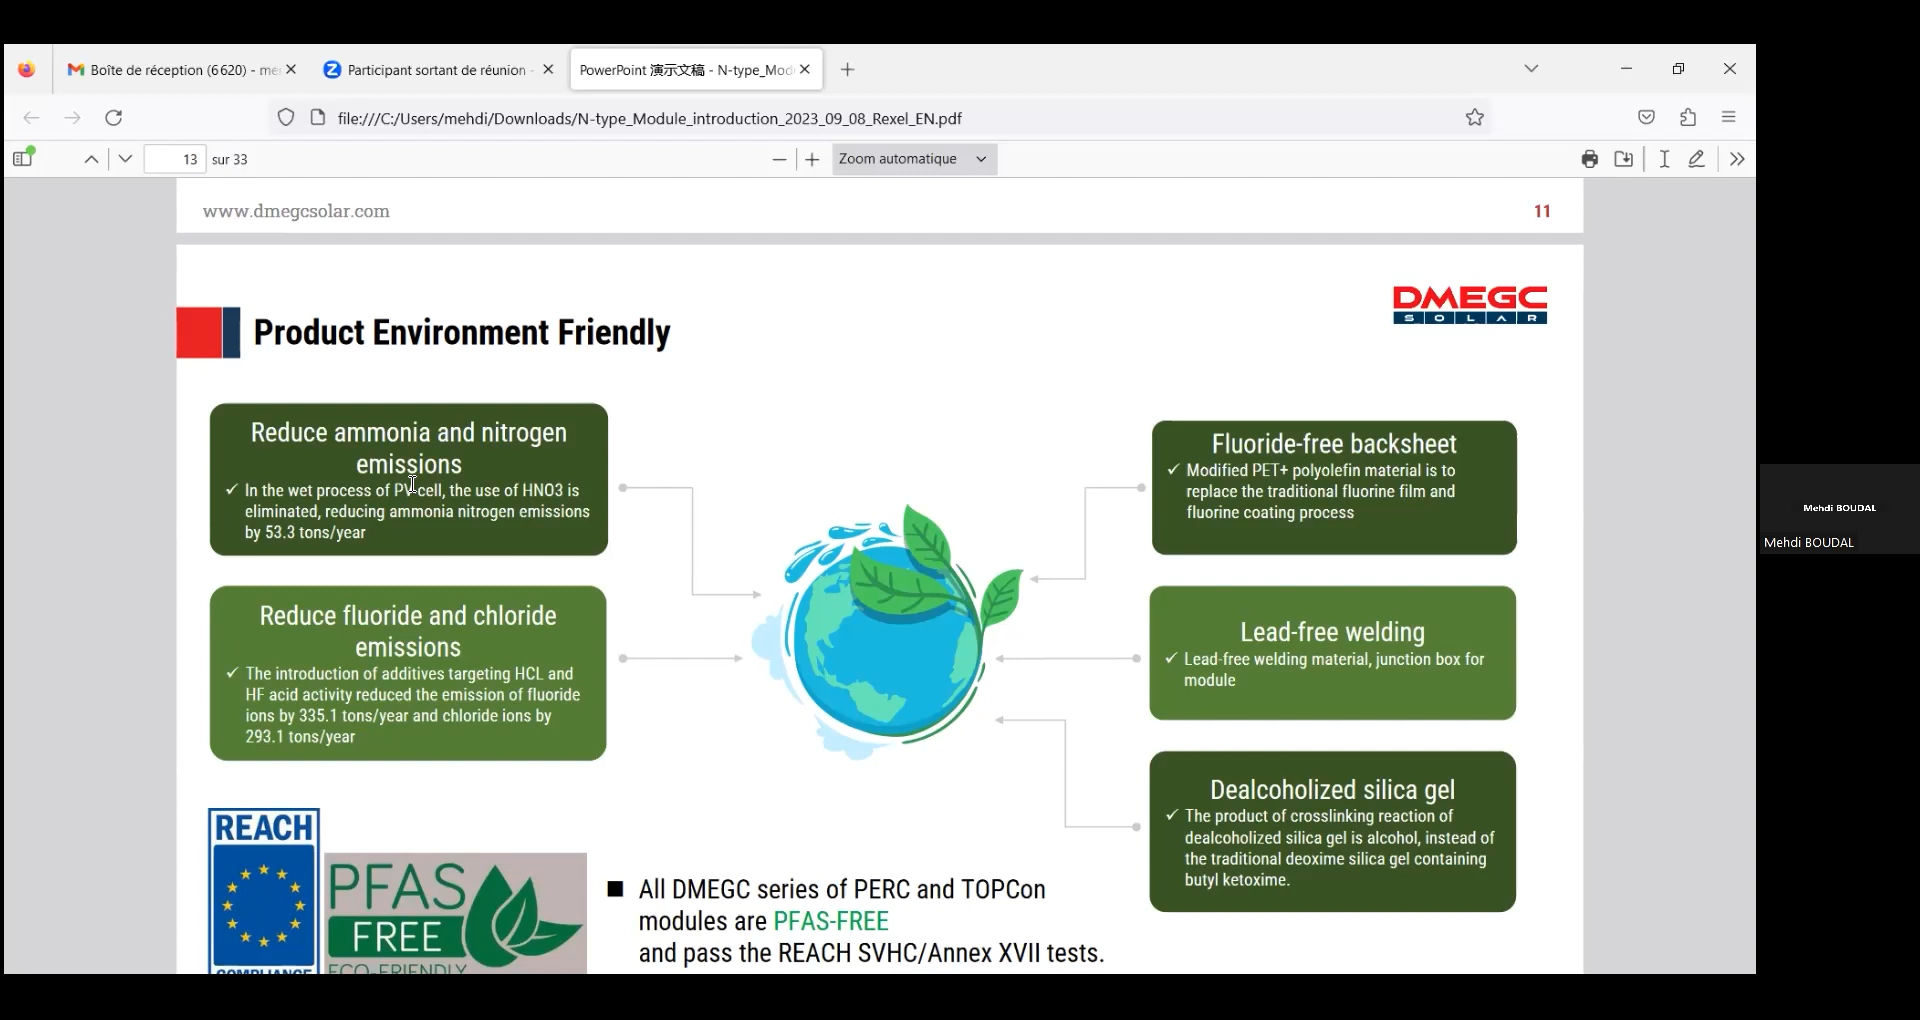 Boîte de réception (6 620) - me
Participant sortant de réunion -
PowerPoint 演示文稿 - N-type_Mod
file:///C:/Users/mehdi/Downloads/N-type_Module_introduction_2023_09_08_Rexel_EN.pdf
13 sur 33
Zoom automatique
www.dmegcsolar.com
11
DMEGC
SOLAR
Product Environment Friendly
Reduce ammonia and nitrogen
emissions
✓ In the wet process of PV cell, the use of HNO3 is
eliminated, reducing ammonia nitrogen emissions
by 53.3 tons/year
Reduce fluoride and chloride
emissions
✓ The introduction of additives targeting HCL and
HF acid activity reduced the emission of fluoride
ions by 335.1 tons/year and chloride ions by
293.1 tons/year
Fluoride-free backsheet
✓ Modified PET+ polyolefin material is to
replace the traditional fluorine film and
fluorine coating process
Lead-free welding
✓ Lead-free welding material, junction box for
module
Dealcoholized silica gel
✓ The product of crosslinking reaction of
dealcoholized silica gel is alcohol, instead of
the traditional deoxime silica gel containing
butyl ketoxime.
REACH
COMPLIANCE
PFAS
FREE
ECO-FRIENDLY
■ All DMEGC series of PERC and TOPCon
modules are PFAS-FREE
and pass the REACH SVHC/Annex XVII tests.
Mehdi BOUDAL
Mehdi BOUDAL